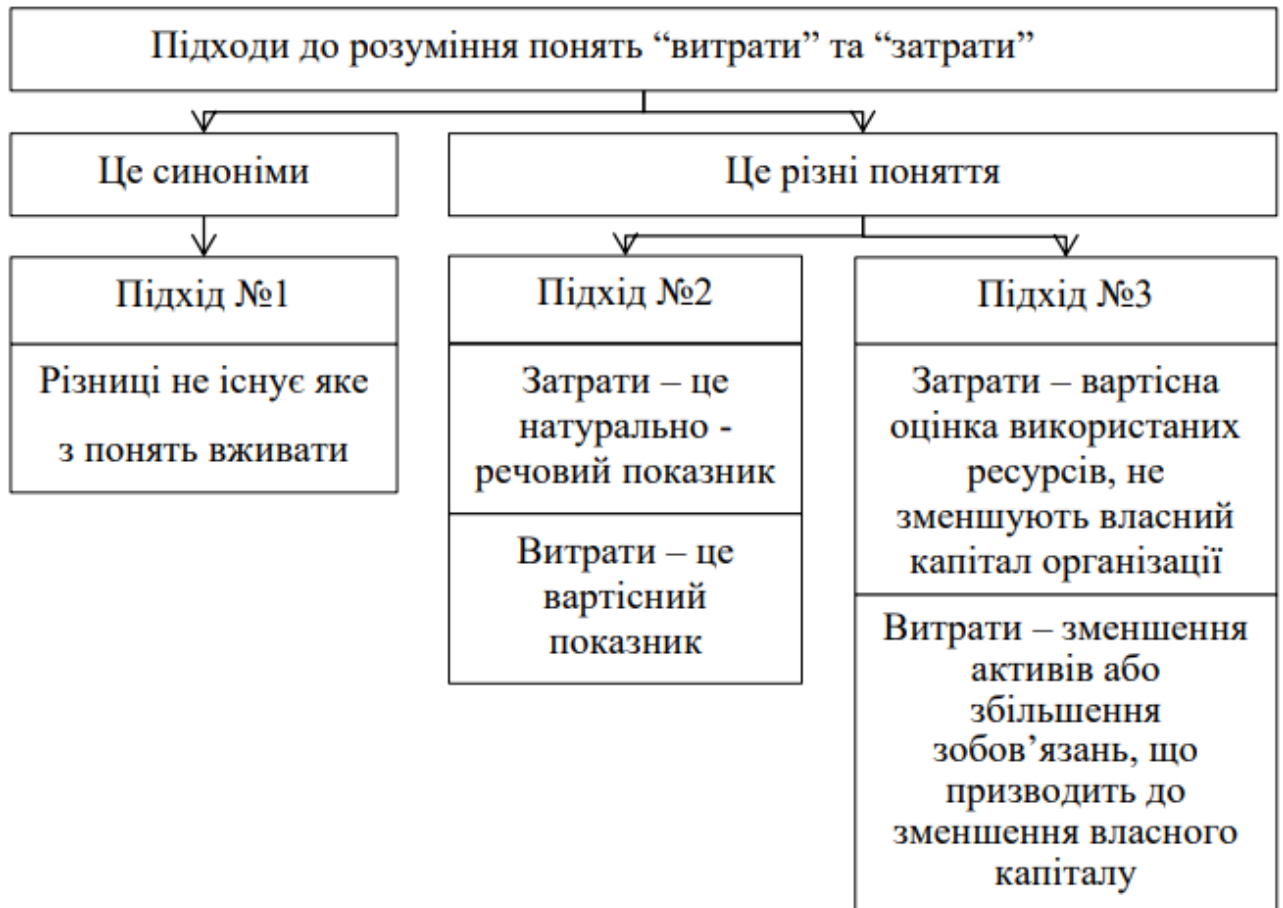 Підходи до розуміння понять “витрати” та “затрати”
Це синоніми
Це різні поняття
Підхід №1
Різниці не існує яке
з понять вживати
Підхід №2
Затрати – це
натурально -
речовий показник
Витрати – це
вартісний
показник
Підхід №3
Затрати – вартісна
оцінка використаних
ресурсів, не
зменшують власний
капітал організації
Витрати – зменшення
активів або
збільшення
зобов’язань, що
призводить до
зменшення власного
капіталу